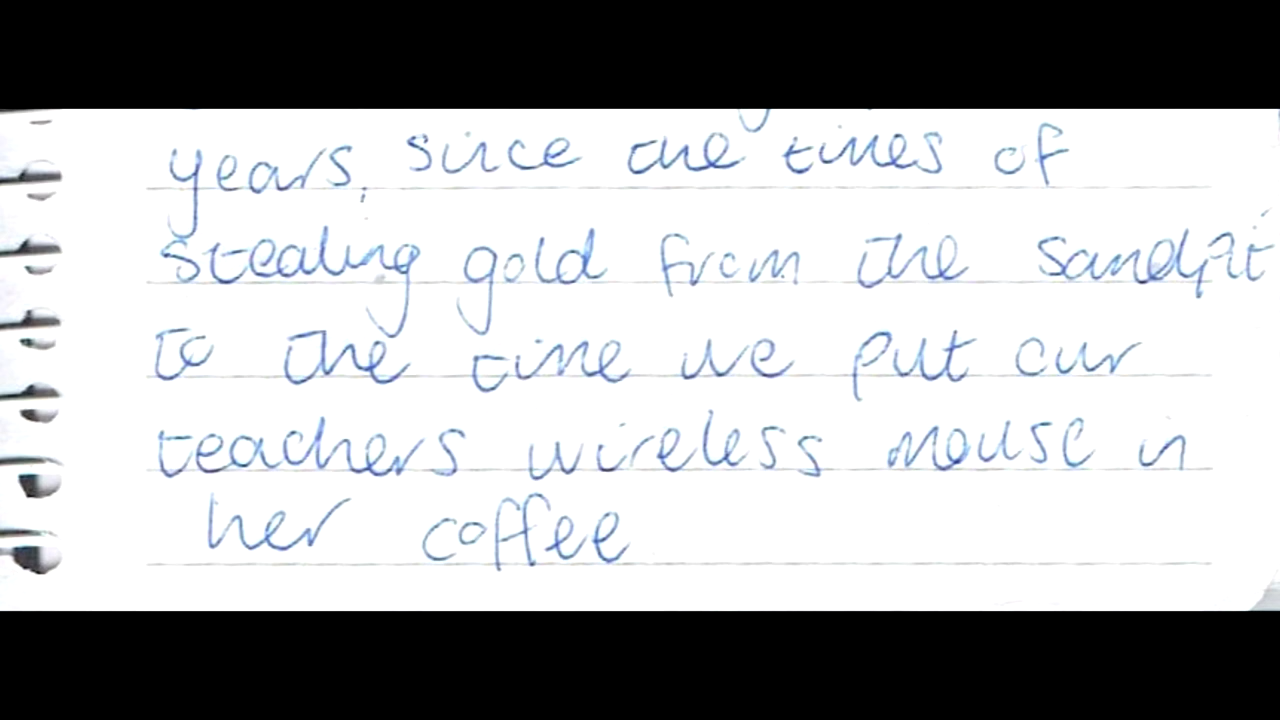 years, since the times of
stealing gold from the sandpit
to the time we put our
teachers wireless mouse in
her coffee